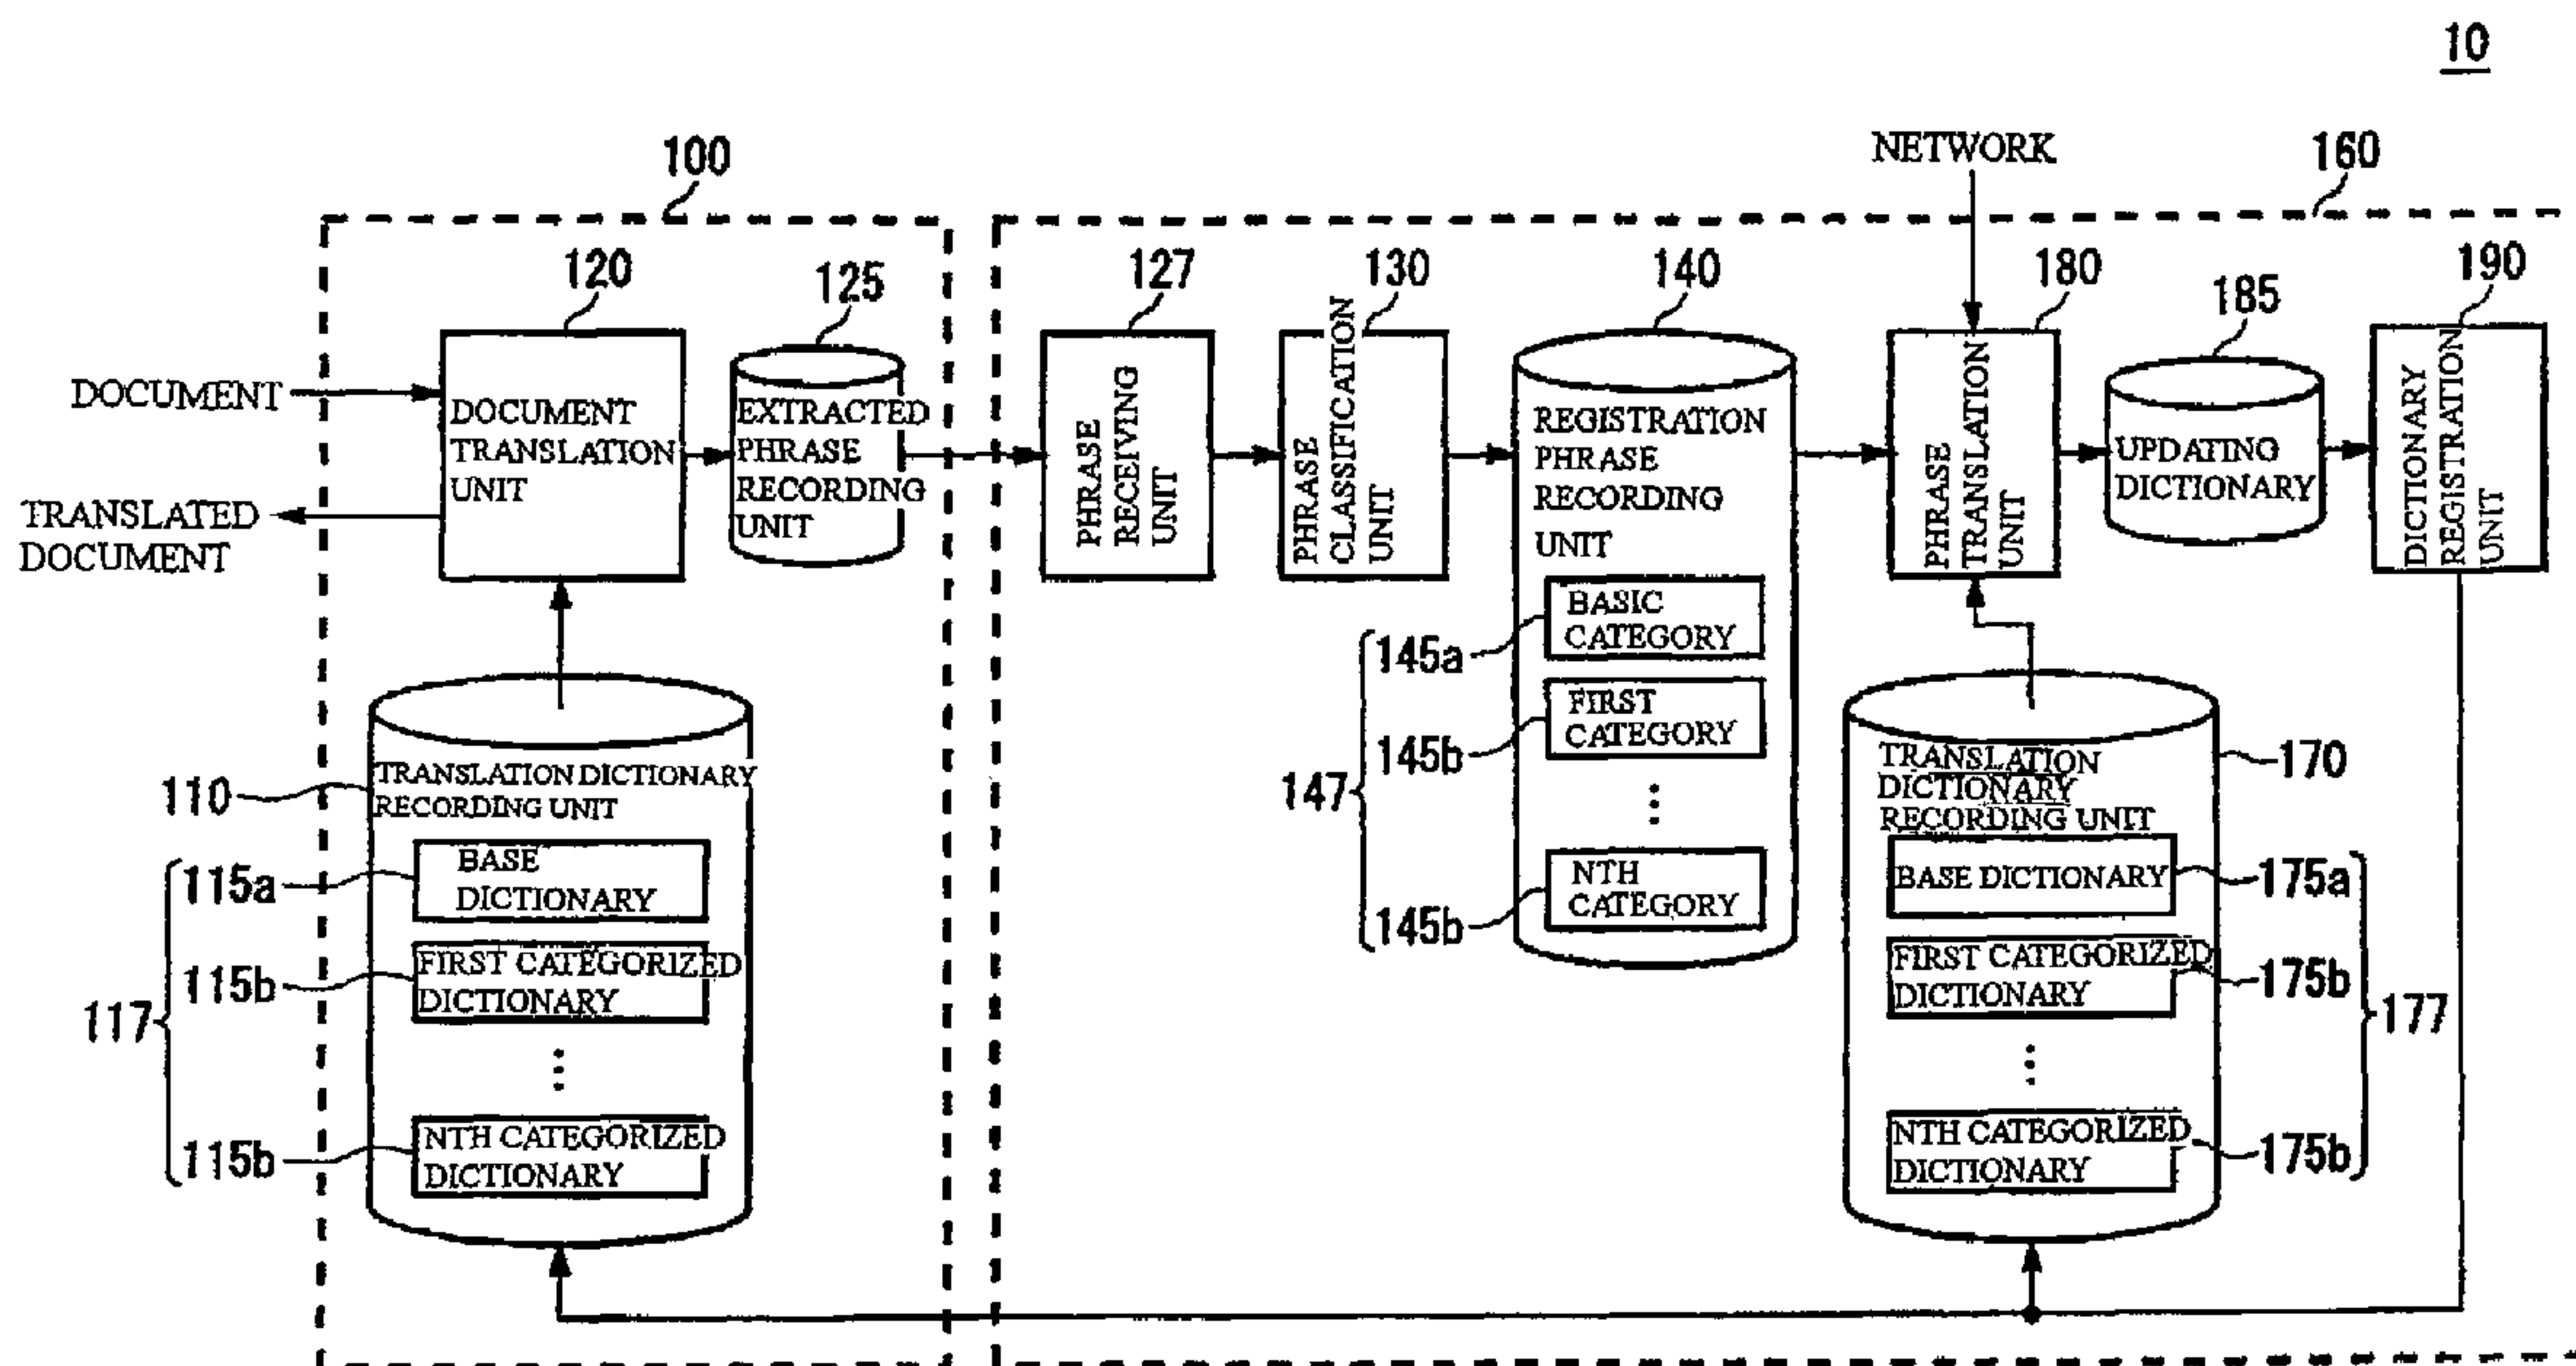 10
100
NETWORK
160
120
125
127
130
140
180
185
190
DOCUMENT
TRANSLATED
DOCUMENT
DOCUMENT
TRANSLATION
UNIT
EXTRACTED
PHRASE
RECORDING
UNIT
PHRASE
RECEIVING
UNIT
PHRASE
CLASSIFICATION
UNIT
REGISTRATION
PHRASE
RECORDING
UNIT
PHRASE
TRANSLATION
UNIT
UPDATING
DICTIONARY
DICTIONARY
REGISTRATION
UNIT
110
TRANSLATION DICTIONARY
RECORDING UNIT
117
115a
BASE
DICTIONARY
115b
FIRST CATEGORIZED
DICTIONARY
115b
NTH CATEGORIZED
DICTIONARY
147
145a
BASIC
CATEGORY
145b
FIRST
CATEGORY
145b
NTH
CATEGORY
TRANSLATION
DICTIONARY
RECORDING UNIT
170
BASE DICTIONARY
175a
FIRST CATEGORIZED
DICTIONARY
175b
177
NTH CATEGORIZED
DICTIONARY
175b